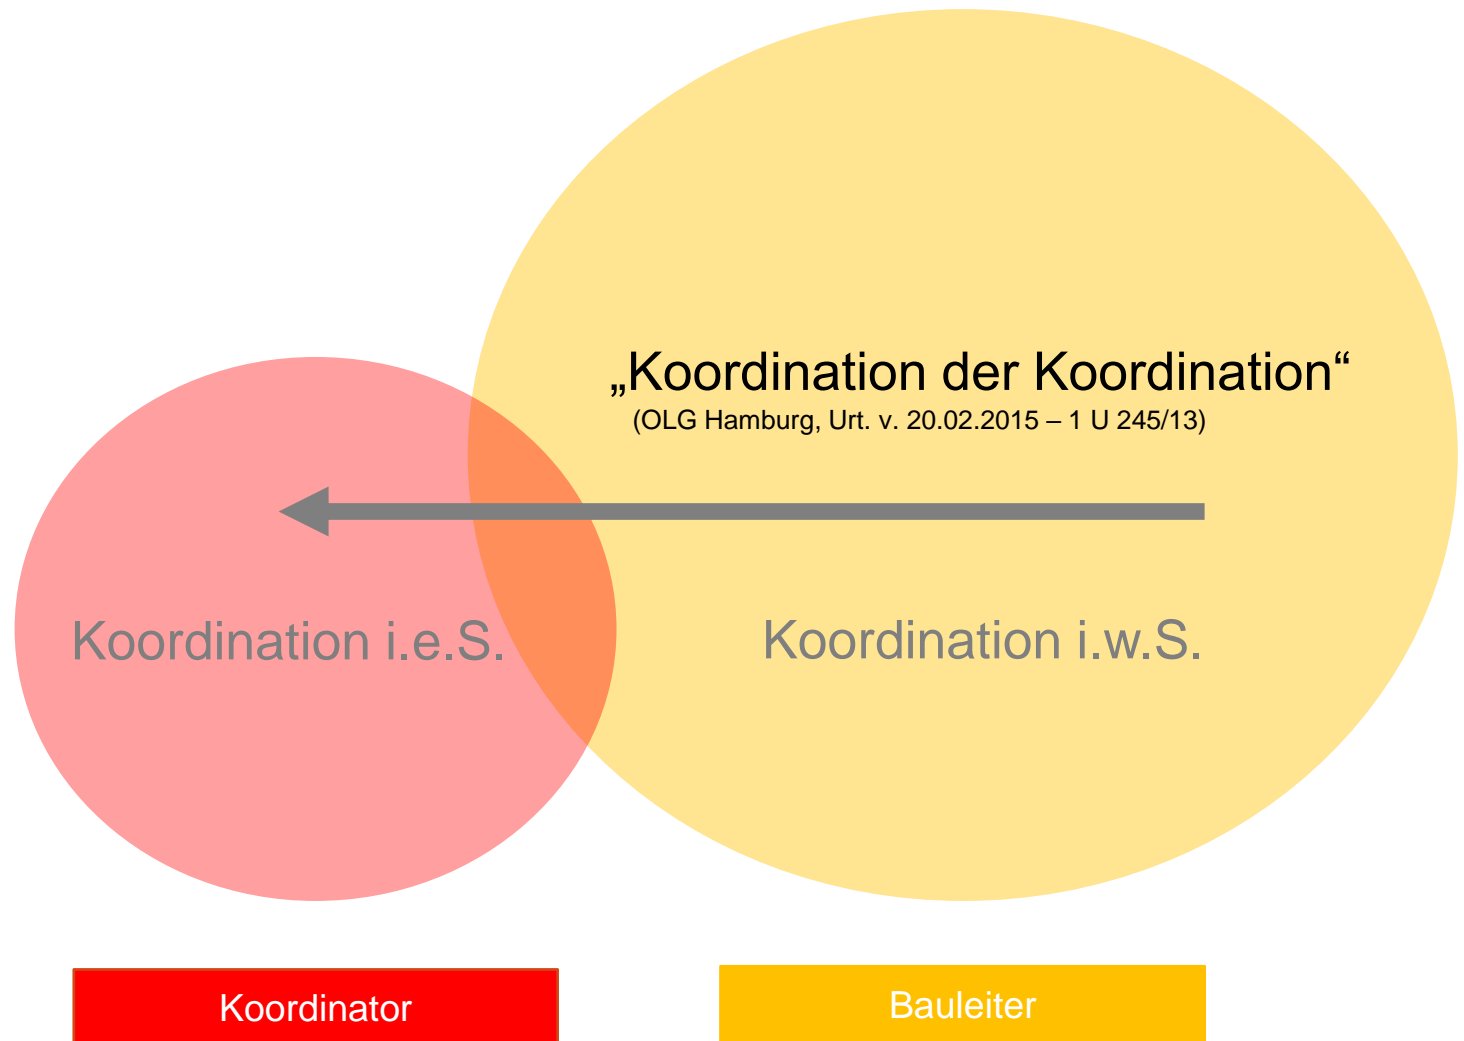 „Koordination der Koordination“
(OLG Hamburg, Urt. v. 20.02.2015 – 1 U 245/13)
Koordination i.e.S.
Koordination i.w.S.
Koordinator
Bauleiter